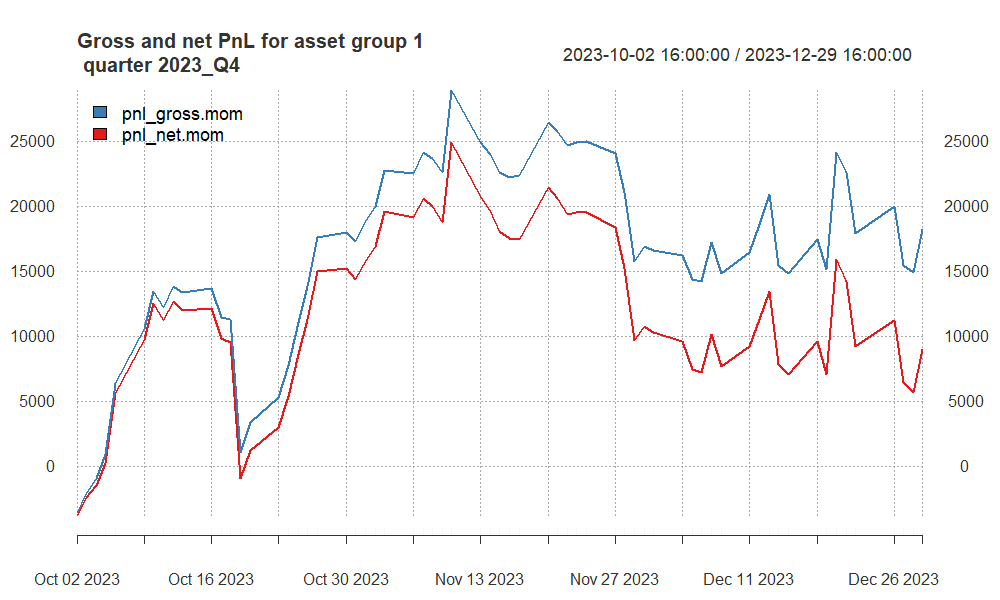 Gross and net PnL for asset group 1
quarter 2023_Q4
2023-10-02 16:00:00 / 2023-12-29 16:00:00
pnl_gross.mom
pnl_net.mom
25000 25000
20000 20000
15000 15000
10000 10000
5000 5000
0 0
Oct 02 2023 Oct 16 2023 Oct 30 2023 Nov 13 2023 Nov 27 2023 Dec 11 2023 Dec 26 2023